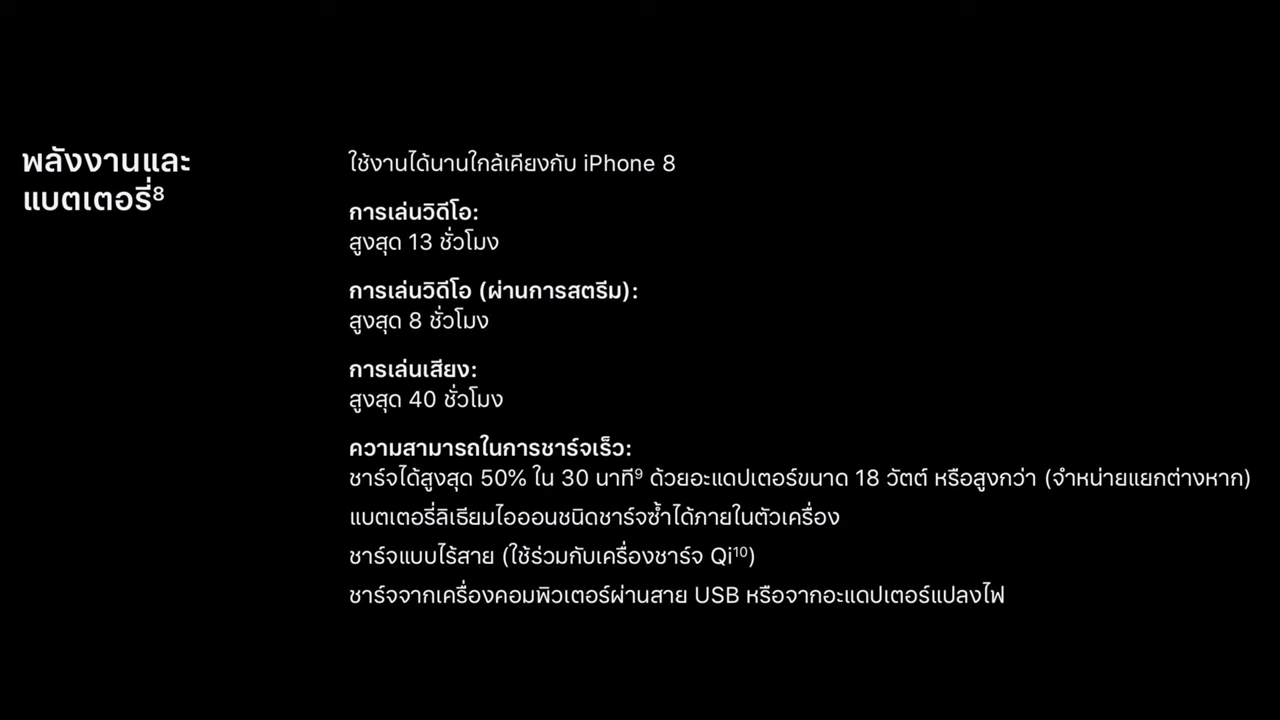 พลังงานและ
แบตเตอรี่⁸
ใช้งานได้นานใกล้เคียงกับ iPhone 8
การเล่นวิดีโอ:
สูงสุด 13 ชั่วโมง
การเล่นวิดีโอ (ผ่านการสตรีม):
สูงสุด 8 ชั่วโมง
การเล่นเสียง:
สูงสุด 40 ชั่วโมง
ความสามารถในการชาร์จเร็ว:
ชาร์จได้สูงสุด 50% ใน 30 นาที⁹ ด้วยอะแดปเตอร์ขนาด 18 วัตต์ หรือสูงกว่า (จำหน่ายแยกต่างหาก)
แบตเตอรี่ลิเธียมไอออนชนิดชาร์จซ้ำได้ภายในตัวเครื่อง
ชาร์จแบบไร้สาย (ใช้ร่วมกับเครื่องชาร์จ Qi¹⁰)
ชาร์จจากเครื่องคอมพิวเตอร์ผ่านสาย USB หรือจากอะแดปเตอร์แปลงไฟ